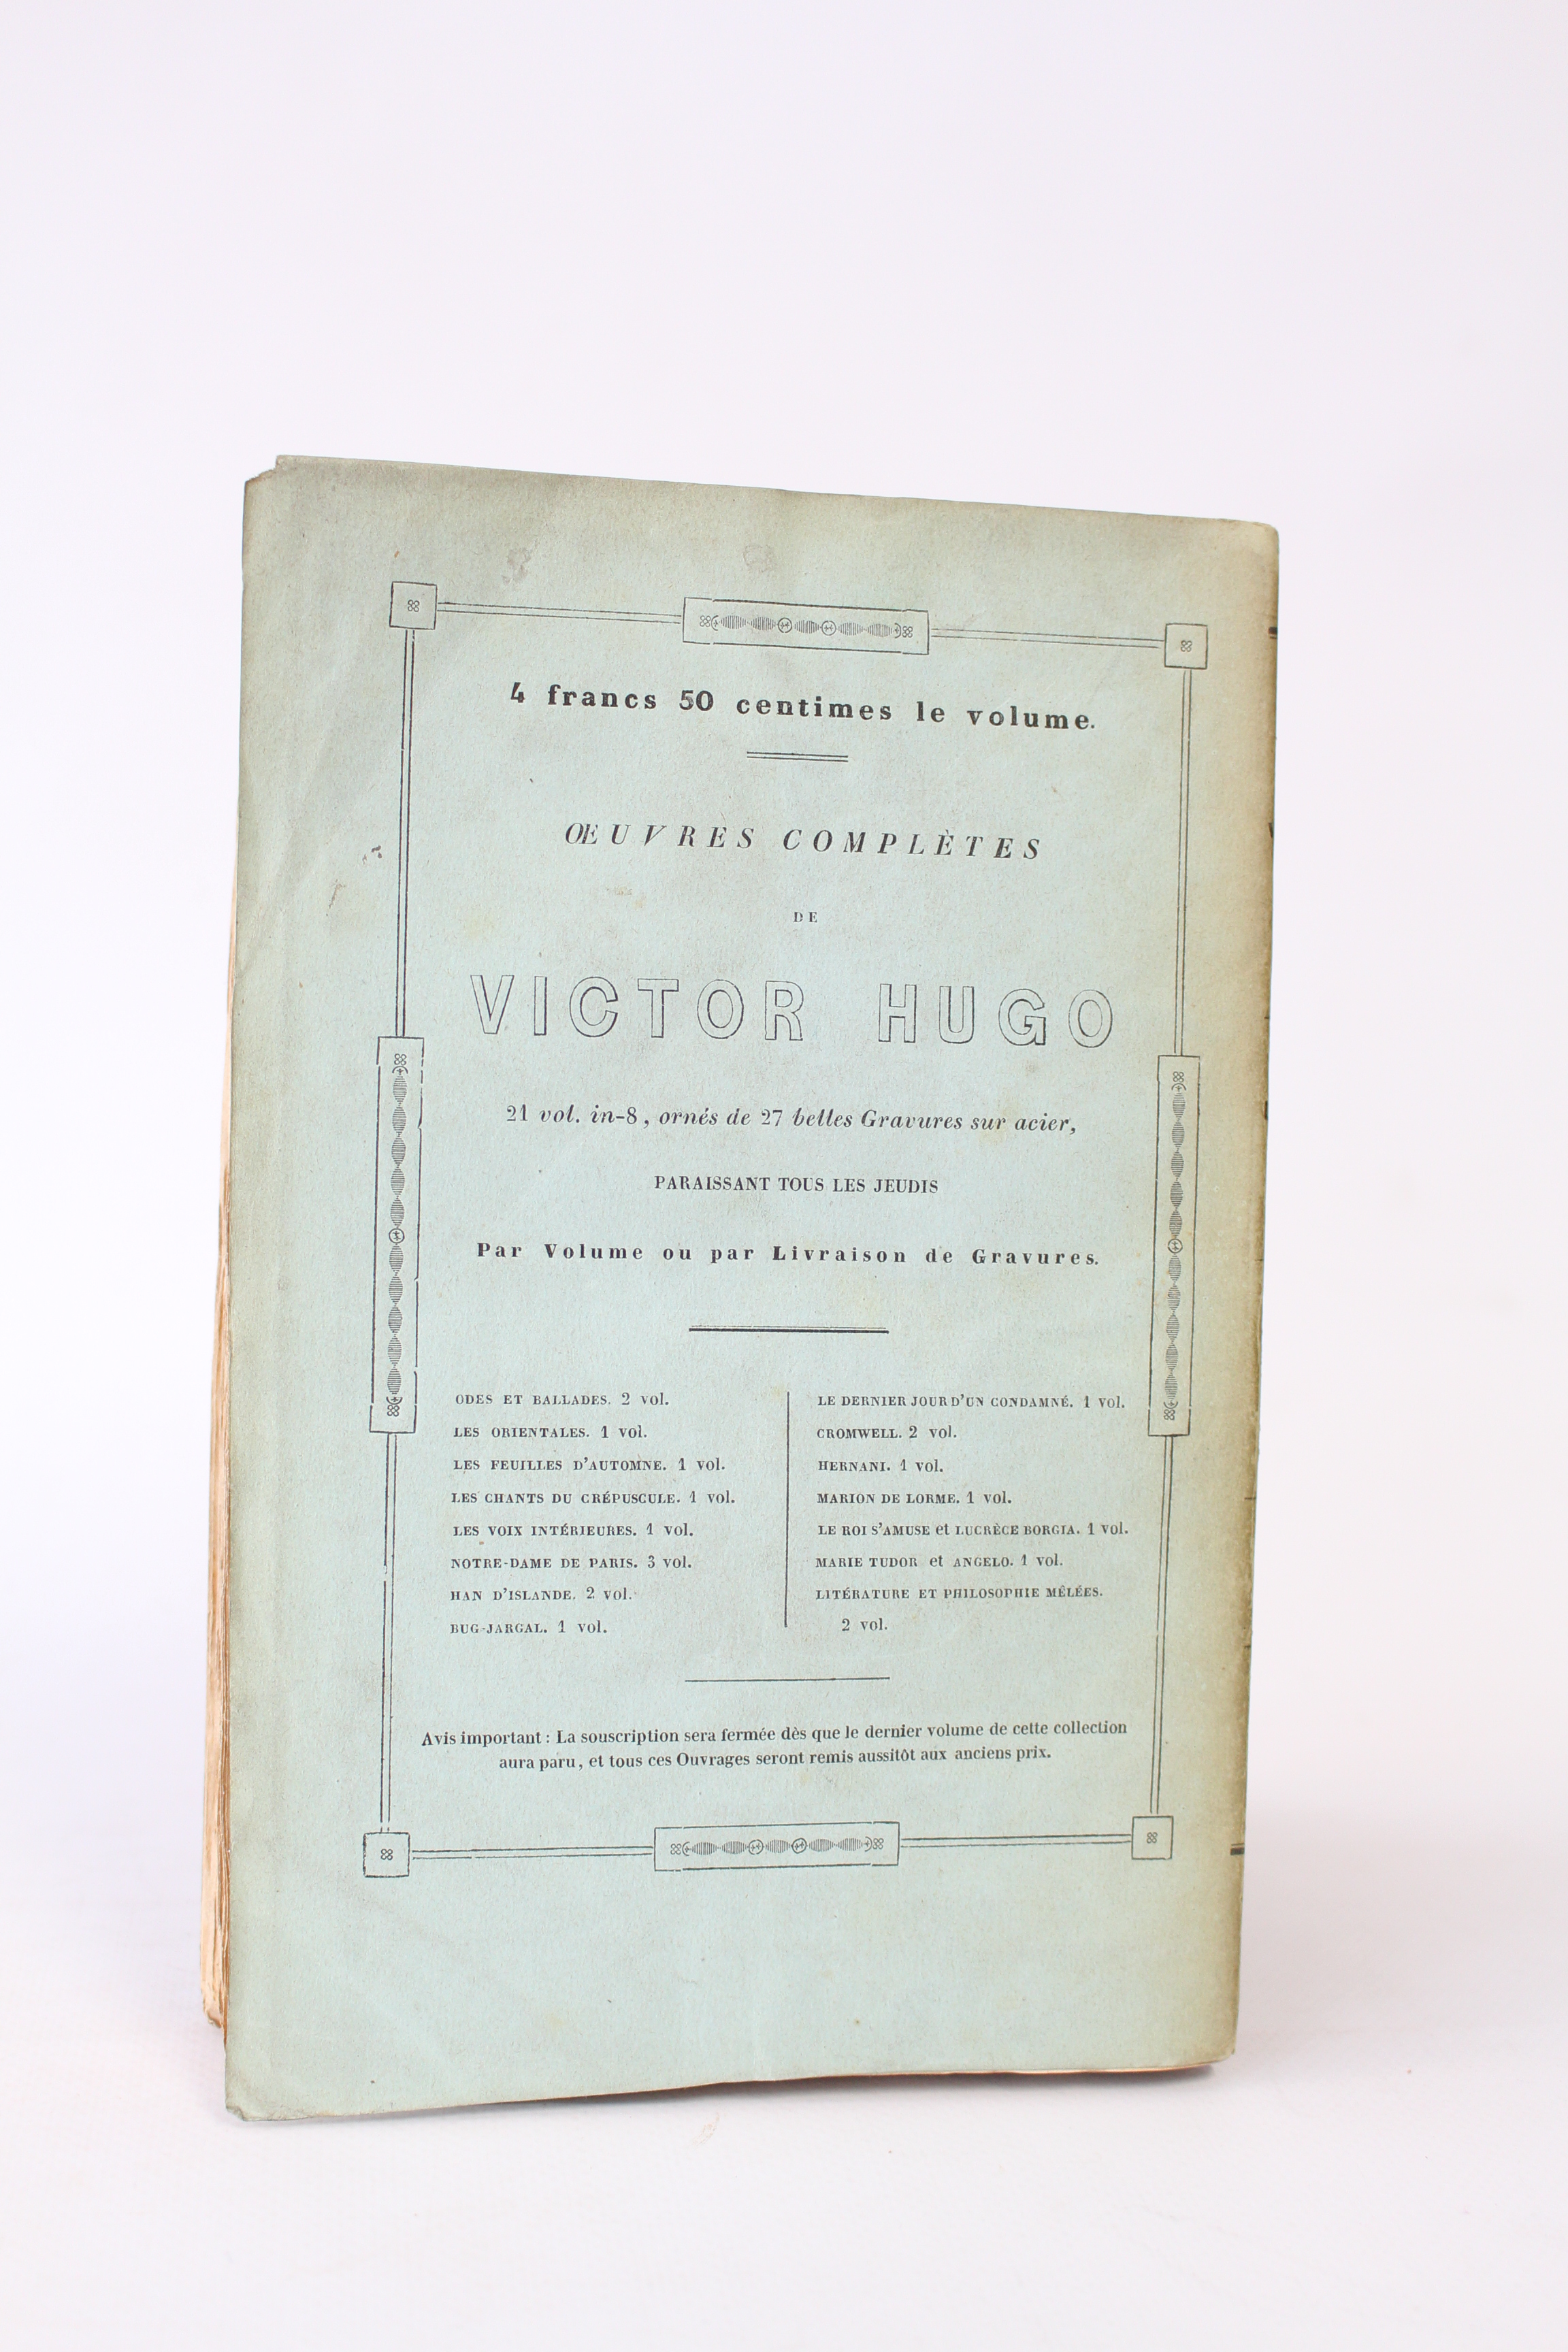 4 francs 50 centimes le volume.
ŒUVRES COMPLÈTES
DE
VICTOR HUGO
21 vol. in-8, ornés de 27 belles Gravures sur acier,
PARAISSANT TOUS LES JEUDIS
Par Volume ou par Livraison de Gravures.
ODES ET BALLADES. 2 vol.
LES ORIENTALES. 1 vol.
LES FEUILLES D'AUTOMNE. 1 vol.
LES CHANTS DU CRÉPUSCULE. 1 vol.
LES VOIX INTÉRIEURES. 1 vol.
NOTRE-DAME DE PARIS. 3 vol.
HAN D'ISLANDE. 2 vol.
BUG-JARGAL. 1 vol.
LE DERNIER JOUR D'UN CONDAMNÉ. 1 vol.
CROMWELL. 2 vol.
HERNANI. 1 vol.
MARION DE LORME. 1 vol.
LE ROI S'AMUSE et LUCRÈCE BORGIA. 1 vol.
MARIE TUDOR et ANGELO. 1 vol.
LITÉRATURE ET PHILOSOPHIE MÊLÉES.
2 vol.
Avis important : La souscription sera fermée dès que le dernier volume de cette collection
aura paru, et tous ces Ouvrages seront remis aussitôt aux anciens prix.